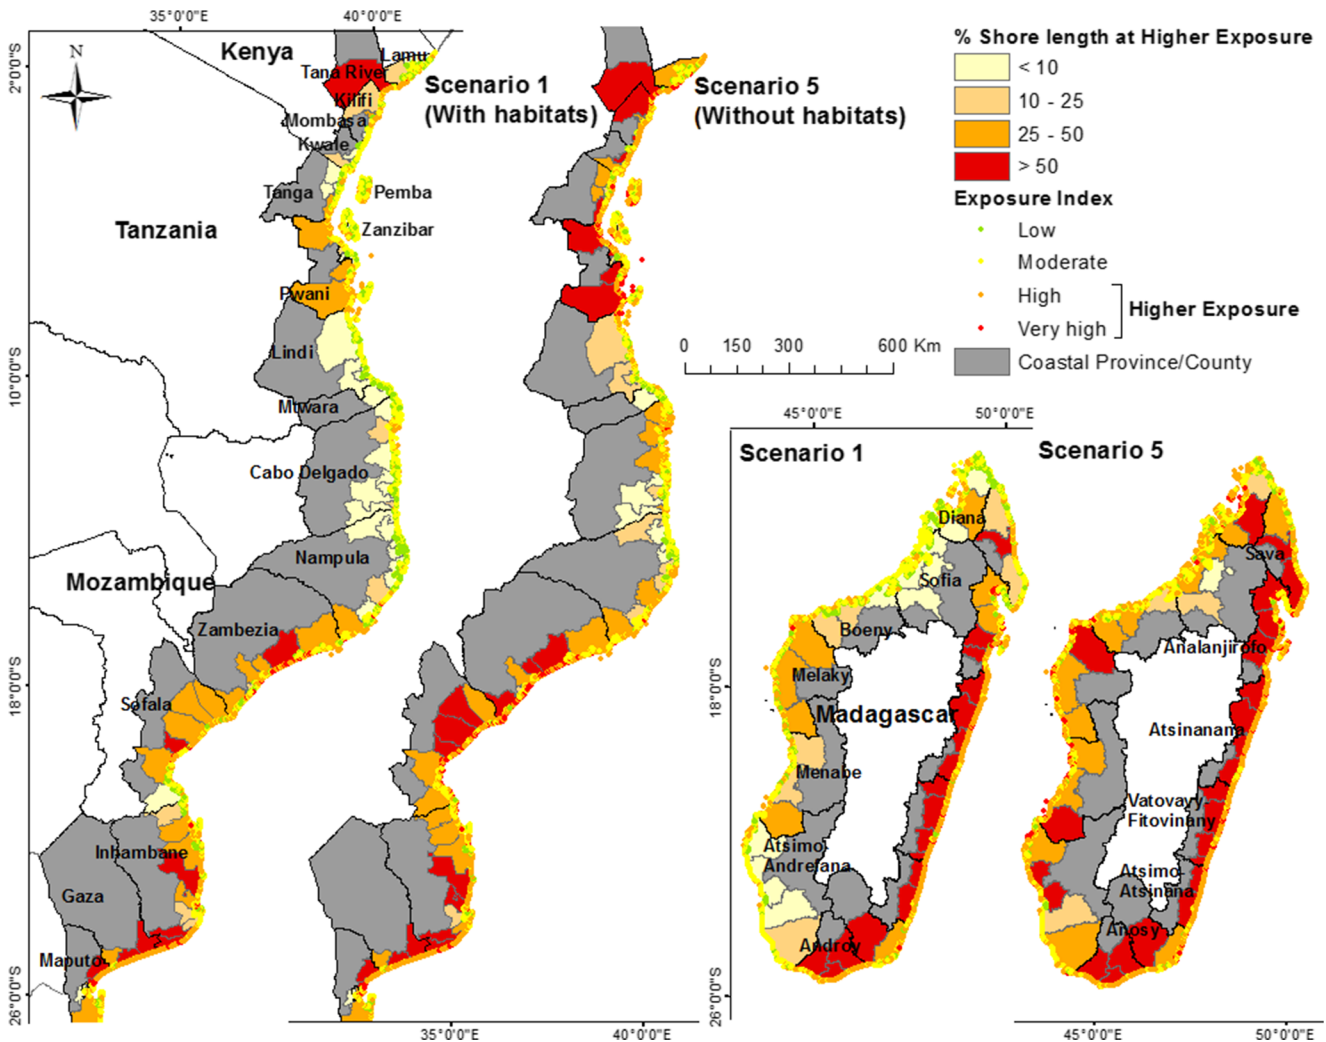 35°0'0"E
40°0'0"E
2°0'0"S
10°0'0"S
18°0'0"S
26°0'0"S
N
Kenya
Lamu
Tana River
Kilifi
Mombasa
Kwale
Tanga
Pemba
Zanzibar
Tanzania
Pwani
Lindi
Mtwara
Cabo Delgado
Nampula
Mozambique
Zambezia
Sofala
Inhambane
Gaza
Maputo
Scenario 1
(With habitats)
Scenario 5
(Without habitats)
35°0'0"E
40°0'0"E
% Shore length at Higher Exposure
< 10
10 - 25
25 - 50
> 50
Exposure Index
Low
Moderate
High
Very high
Higher Exposure
Coastal Province/County
0 150 300 600 Km
45°0'0"E
50°0'0"E
Scenario 1
Diana
Sofia
Boeny
Melaky
Madagascar
Menabe
Atsimo-
Andrefana
Androy
18°0'0"S
26°0'0"S
Scenario 5
Sava
Analanjirofo
Atsinanana
Vatovavy
Fitovinany
Atsimo-
Atsinana
Anosy
45°0'0"E
50°0'0"E